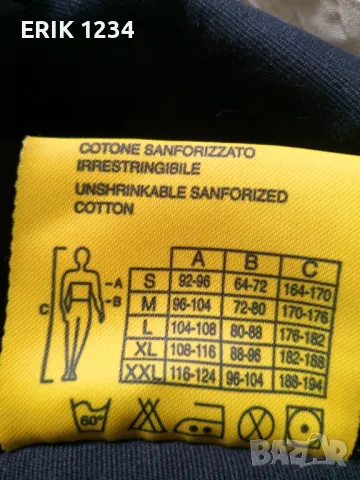 ERIK 1234
COTONE SANFORIZZATO
IRRESTRINGIBILE
UNSHRINKABLE SANFORIZED
COTTON
A B C
S 92-96 64-72 164-170
M 96-104 72-80 170-176
L 104-108 80-88 176-182
XL 108-116 88-96 182-188
XXL 116-124 96-104 188-194
A
B
C
60°
bazar